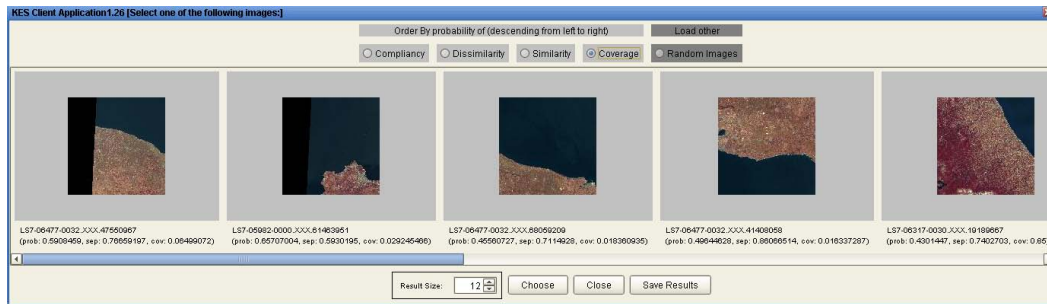 KES Client Application1.26 [Select one of the following images:]
Order By probability of (descending from left to right)
Load other
Compliancy
Dissimilarity
Similarity
Coverage
Random Images
LS7-06477-0032.XXX.47550967
(prob: 0.5908459, sep: 0.76659197, cov: 0.06499072)
LS7-05982-0000.XXX.61463951
(prob: 0.65707004, sep: 0.5930195, cov: 0.029245466)
LS7-06477-0032.XXX.68059209
(prob: 0.45560727, sep: 0.7114928, cov: 0.018360935)
LS7-06477-0032.XXX.41408058
(prob: 0.49644628, sep: 0.86066514, cov: 0.016337287)
LS7-06317-0030.XXX.19189667
(prob: 0.4301447, sep: 0.7402703, cov: 0.65)
Result Size:
12
Choose
Close
Save Results